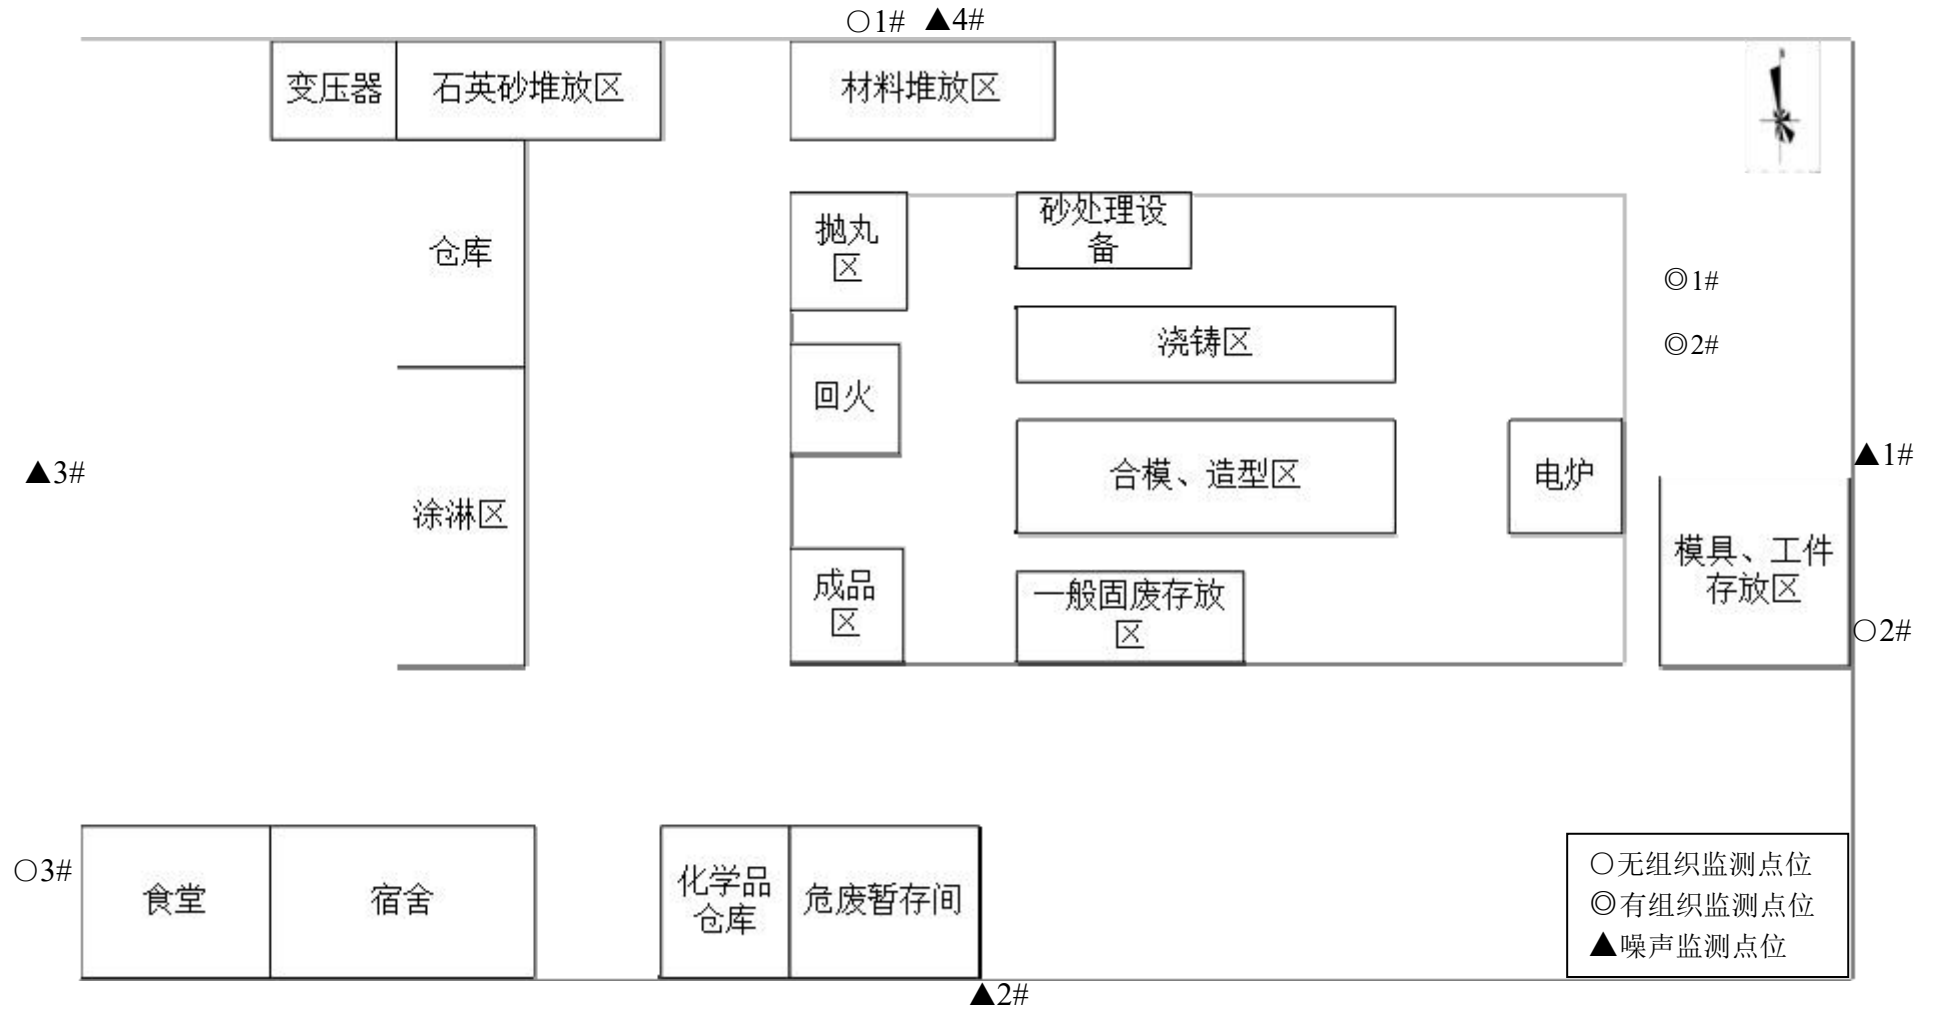 ○1# ▲4#
变压器
石英砂堆放区
材料堆放区
仓库
抛丸
区
砂处理设
备
◎1#
浇铸区
◎2#
回火
▲1#
▲3#
合模、造型区
电炉
涂淋区
模具、工件
存放区
成品
区
一般固废存放
区
○2#
○3#
食堂
宿舍
化学品
仓库
危废暂存间
○无组织监测点位
◎有组织监测点位
▲噪声监测点位
▲2#